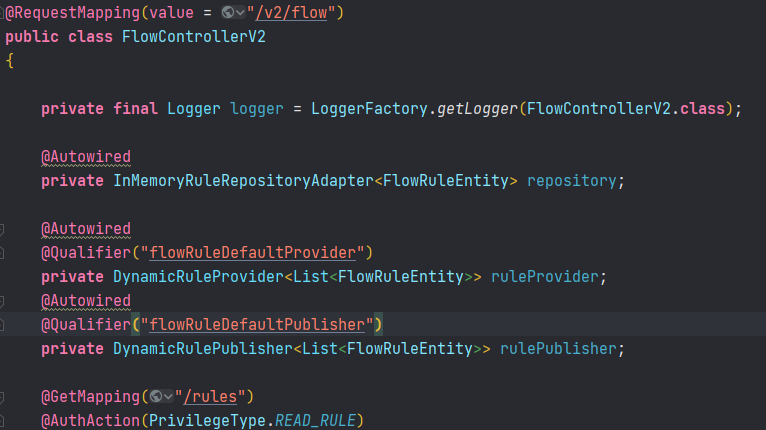 @RequestMapping(value = "/v2/flow")
public class FlowControllerV2
{
private final Logger logger = LoggerFactory.getLogger(FlowControllerV2.class);
@Autowired
private InMemoryRuleRepositoryAdapter<FlowRuleEntity> repository;
@Autowired
@Qualifier("flowRuleDefaultProvider")
private DynamicRuleProvider<List<FlowRuleEntity>> ruleProvider;
@Autowired
@Qualifier("flowRuleDefaultPublisher")
private DynamicRulePublisher<List<FlowRuleEntity>> rulePublisher;
@GetMapping("/rules")
@AuthAction(PrivilegeType.READ_RULE)